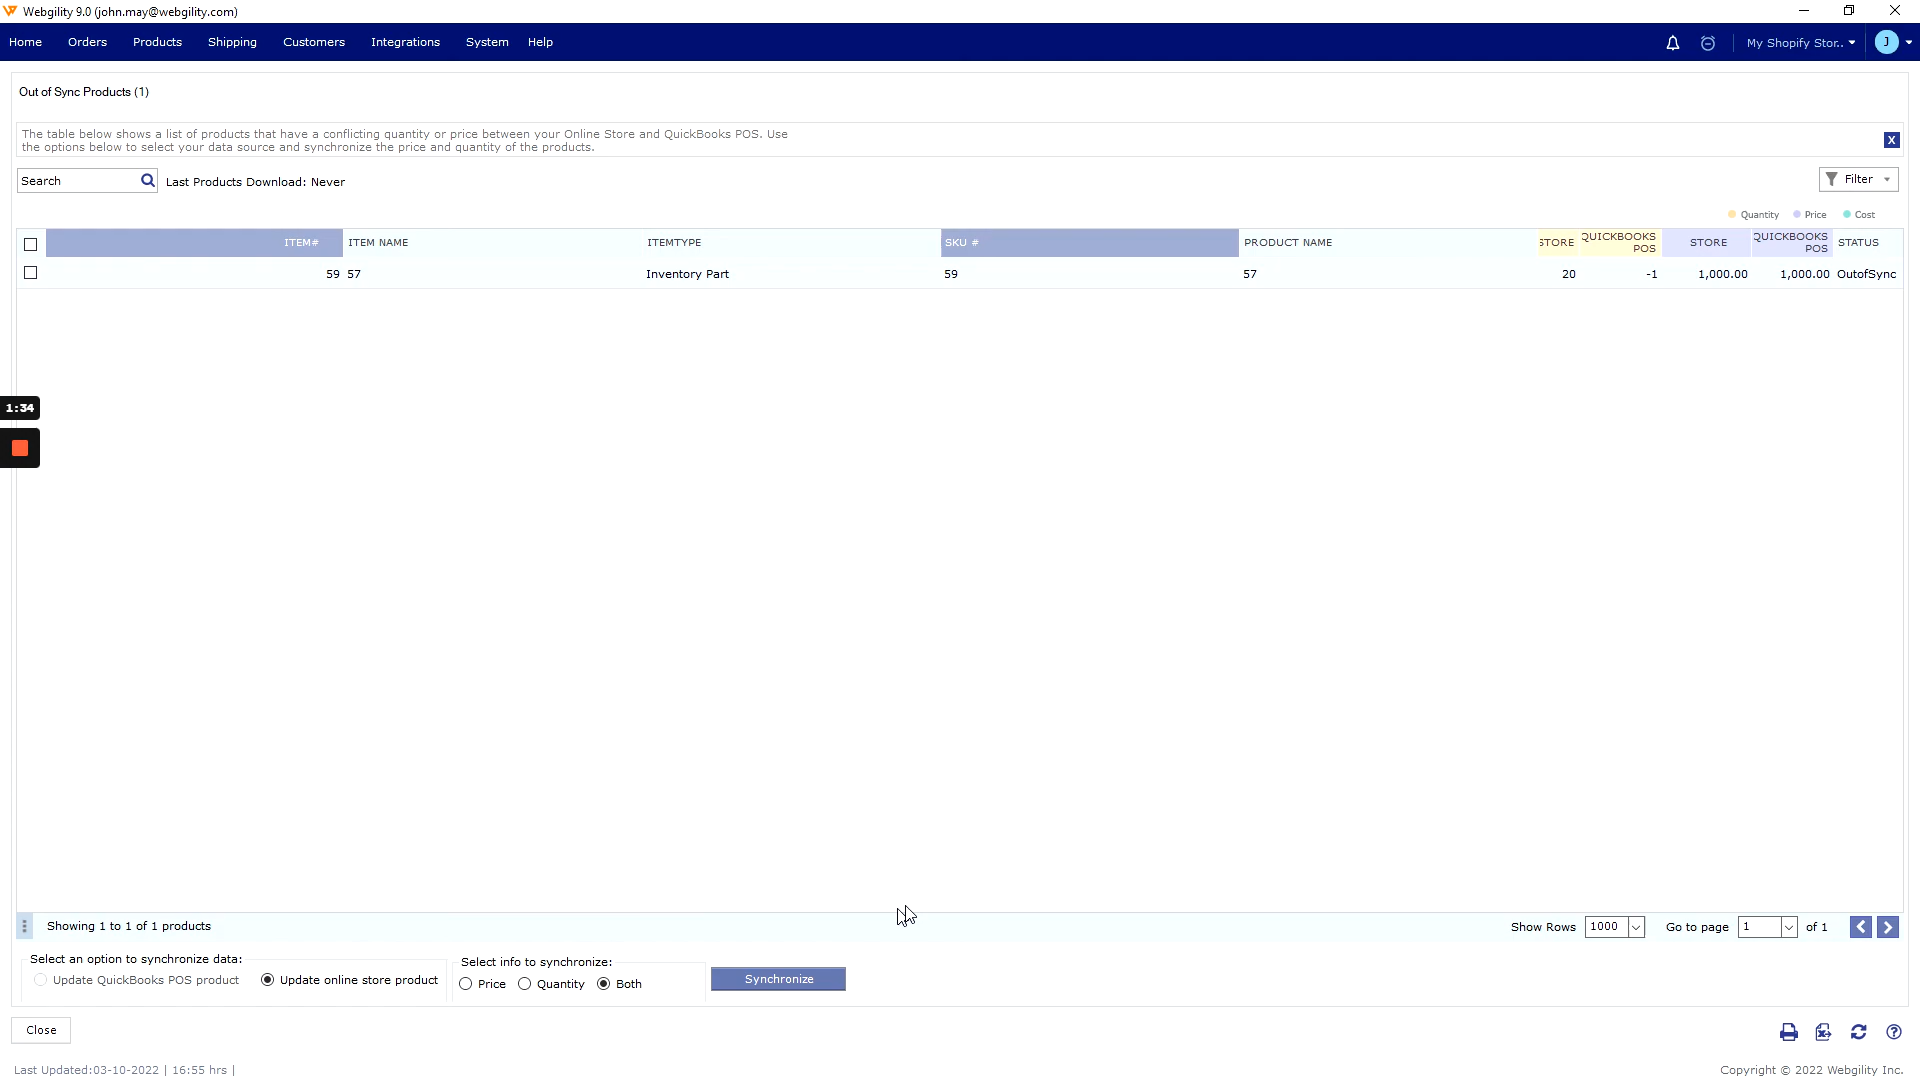 Webgility 9.0 (john.may@webgility.com)
Home Orders Products Shipping Customers Integrations System Help
My Shopify Stor.. J
Out of Sync Products (1)
The table below shows a list of products that have a conflicting quantity or price between your Online Store and QuickBooks POS. Use
the options below to select your data source and synchronize the price and quantity of the products.
X
Search Last Products Download: Never Filter
Quantity Price Cost
ITEM# ITEM NAME ITEMTYPE SKU # PRODUCT NAME STORE QUICKBOOKS POS STORE QUICKBOOKS POS STATUS
59 57 Inventory Part 59 57 20 -1 1,000.00 1,000.00 OutofSync
1:34
Showing 1 to 1 of 1 products Show Rows 1000 Go to page 1 of 1
Select an option to synchronize data: Select info to synchronize:
Update QuickBooks POS product Update online store product Price Quantity Both Synchronize
Close
Last Updated:03-10-2022 | 16:55 hrs | Copyright © 2022 Webgility Inc.